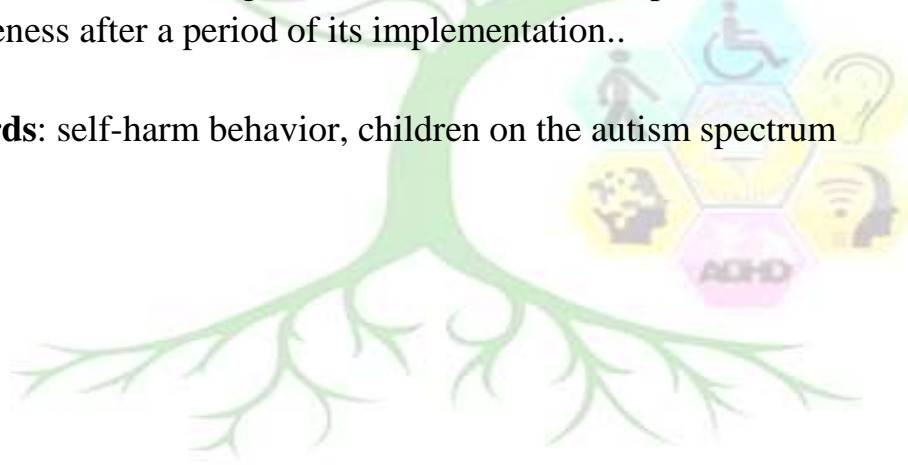 eness after a period of its implementation..
rds: self-harm behavior, children on the autism spectrum
ADHD